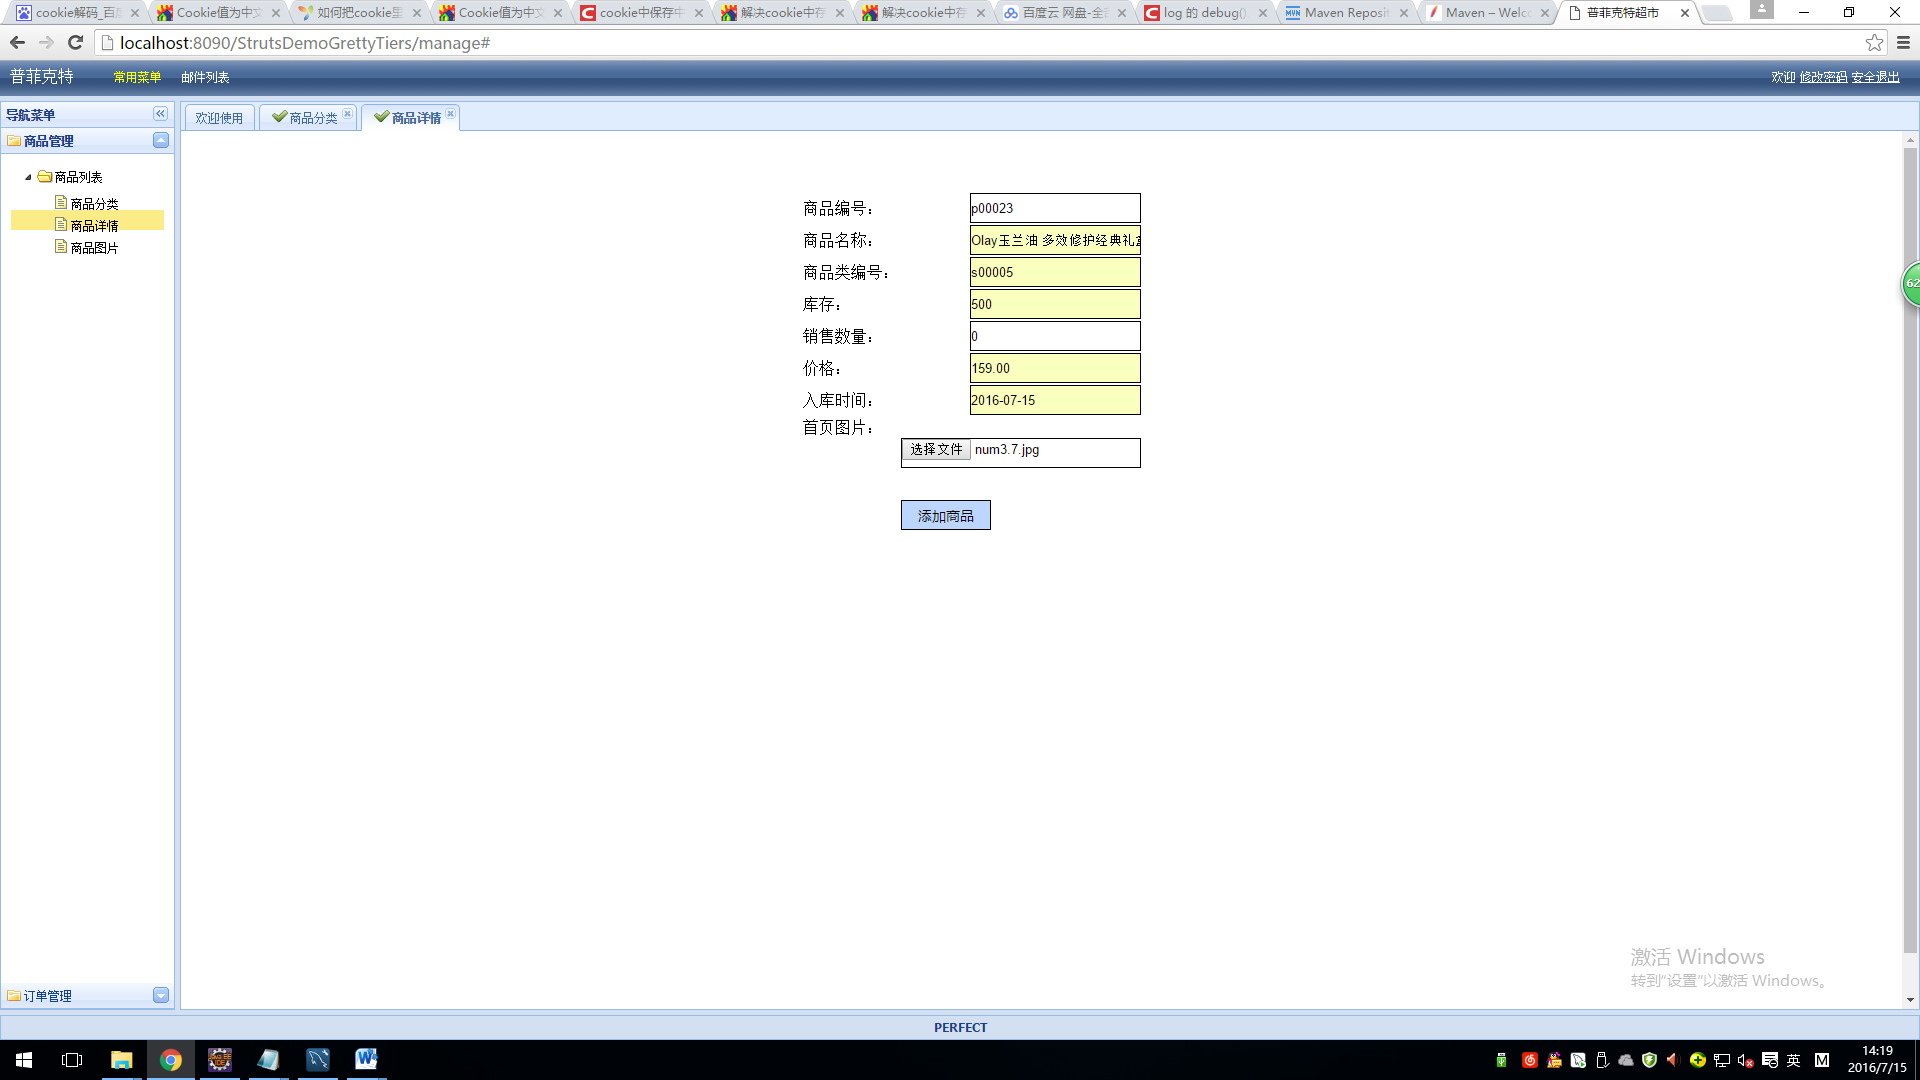 cookie解码_百度
Cookie值为中文
如何把cookie里
Cookie值为中文
cookie中保存中
解决cookie中存
解决cookie中存
百度云 网盘-全部
log 的 debug()
Maven Reposit
Maven – Welco
普菲克特超市
localhost:8090/StrutsDemoGrettyTiers/manage#
普菲克特 常用菜单 邮件列表
欢迎 修改密码 安全退出
导航菜单
商品管理
商品列表
商品分类
商品详情
商品图片
订单管理
欢迎使用 商品分类 商品详情
商品编号： p00023
商品名称： Olay玉兰油 多效修护经典礼盒
商品类编号： s00005
库存： 500
销售数量： 0
价格： 159.00
入库时间： 2016-07-15
首页图片：
选择文件 num3.7.jpg
添加商品
62
激活 Windows
转到“设置”以激活 Windows。
PERFECT
英 M
14:19
2016/7/15